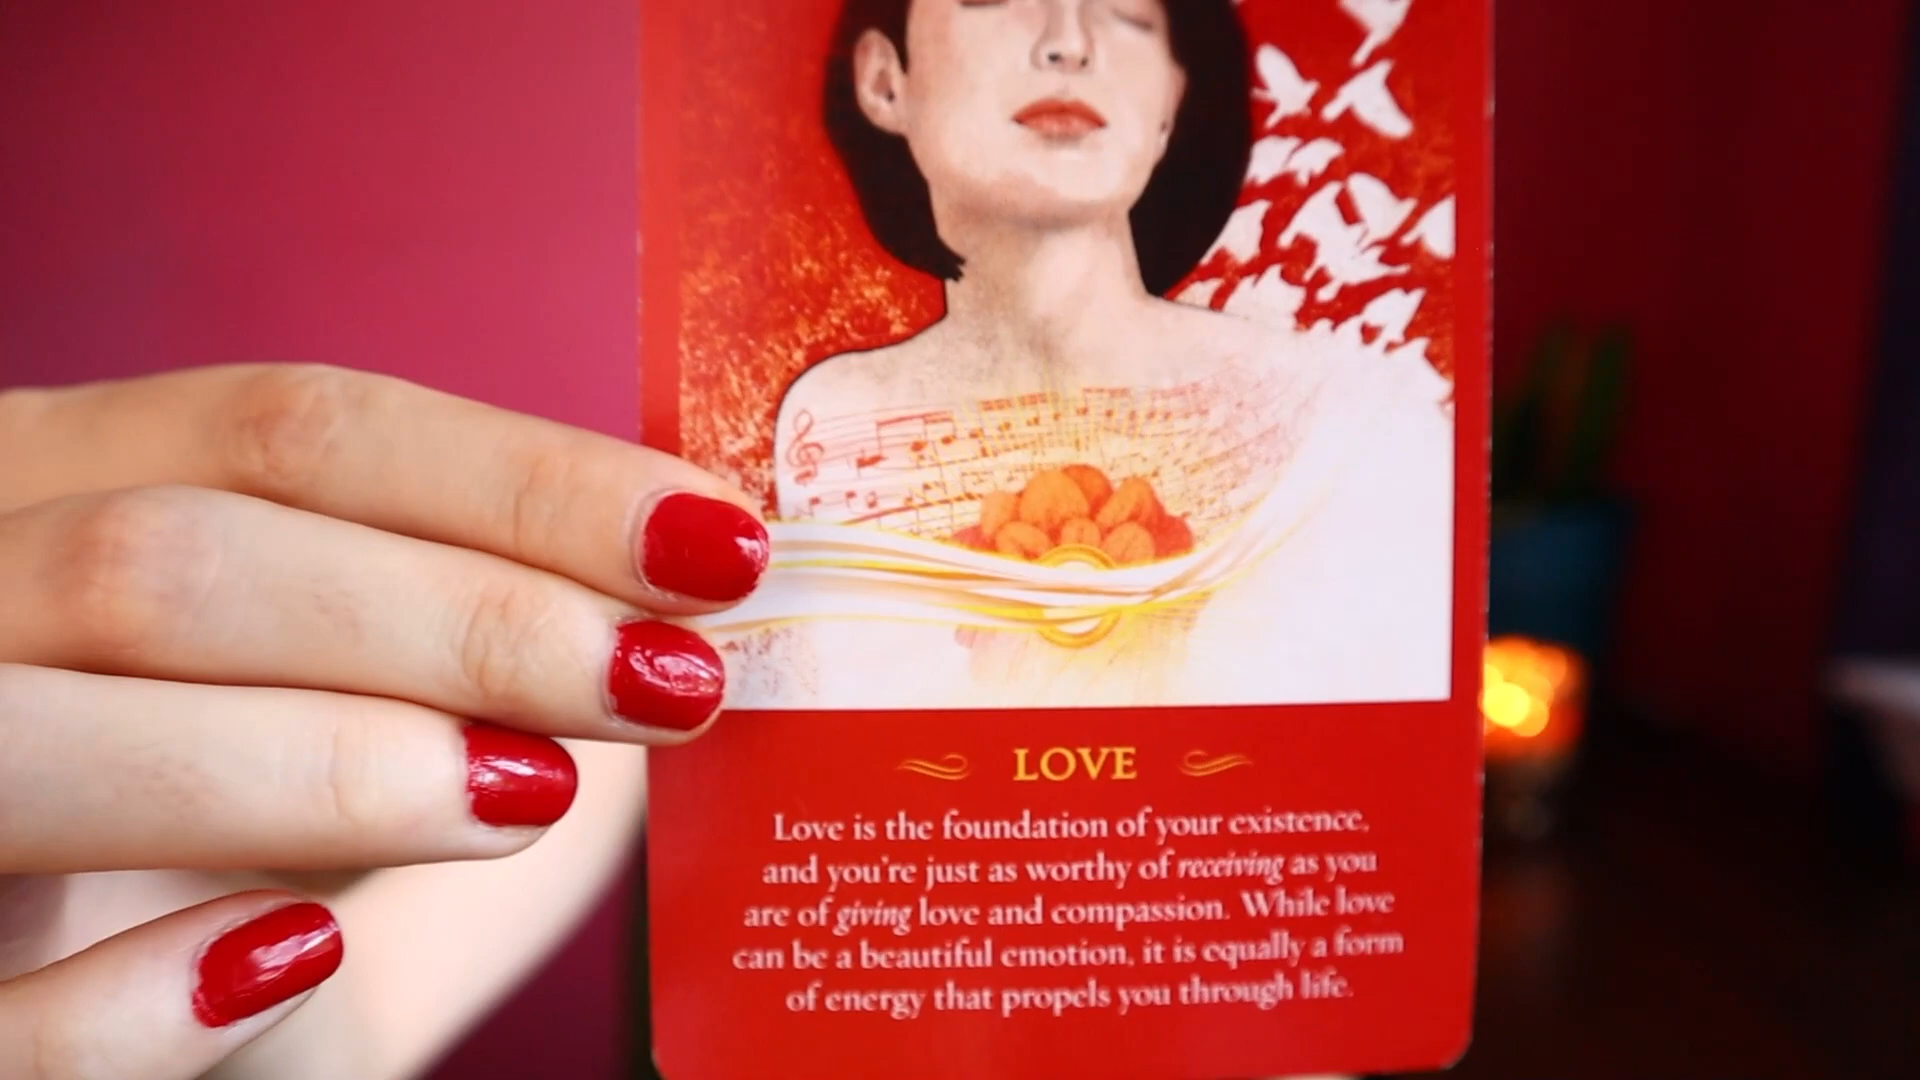 LOVE
Love is the foundation of your existence,
and you're just as worthy of receiving as you
are of giving love and compassion. While love
can be a beautiful emotion, it is equally a form
of energy that propels you through life.